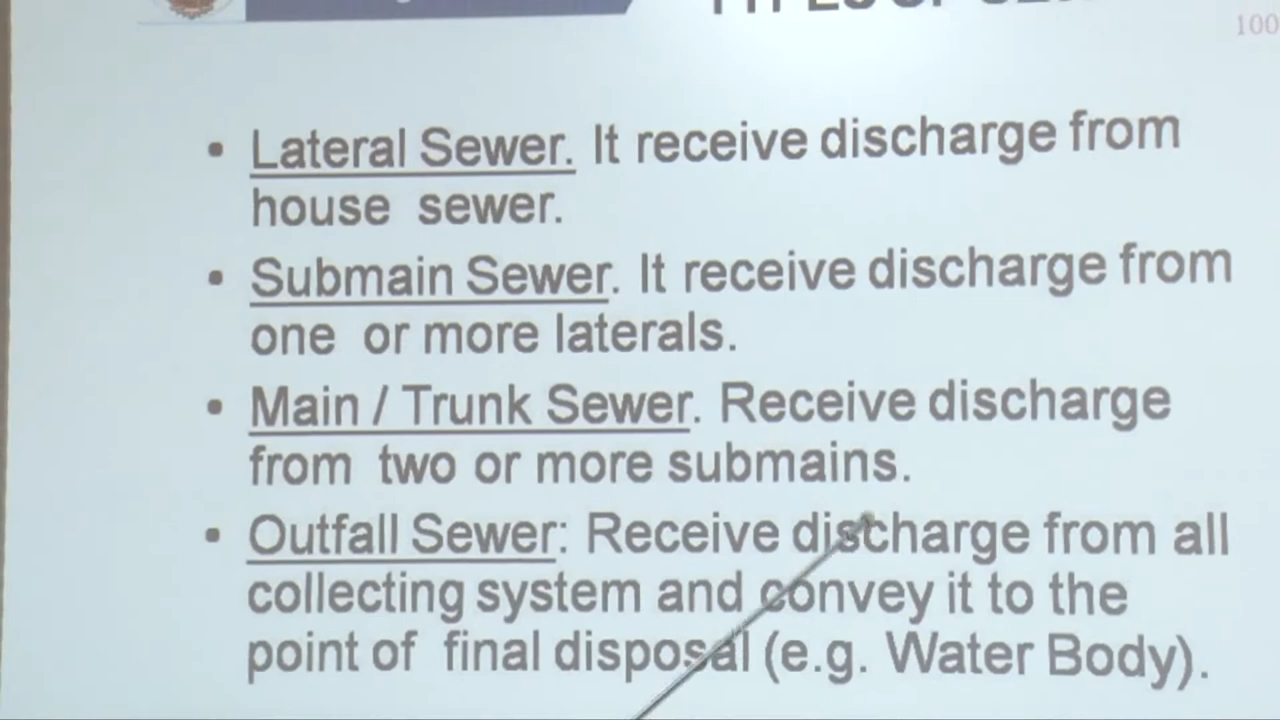 TYPES OF
100
• Lateral Sewer. It receive discharge from
house sewer.
• Submain Sewer. It receive discharge from
one or more laterals.
• Main / Trunk Sewer. Receive discharge
from two or more submains.
• Outfall Sewer: Receive discharge from all
collecting system and convey it to the
point of final disposal (e.g. Water Body).